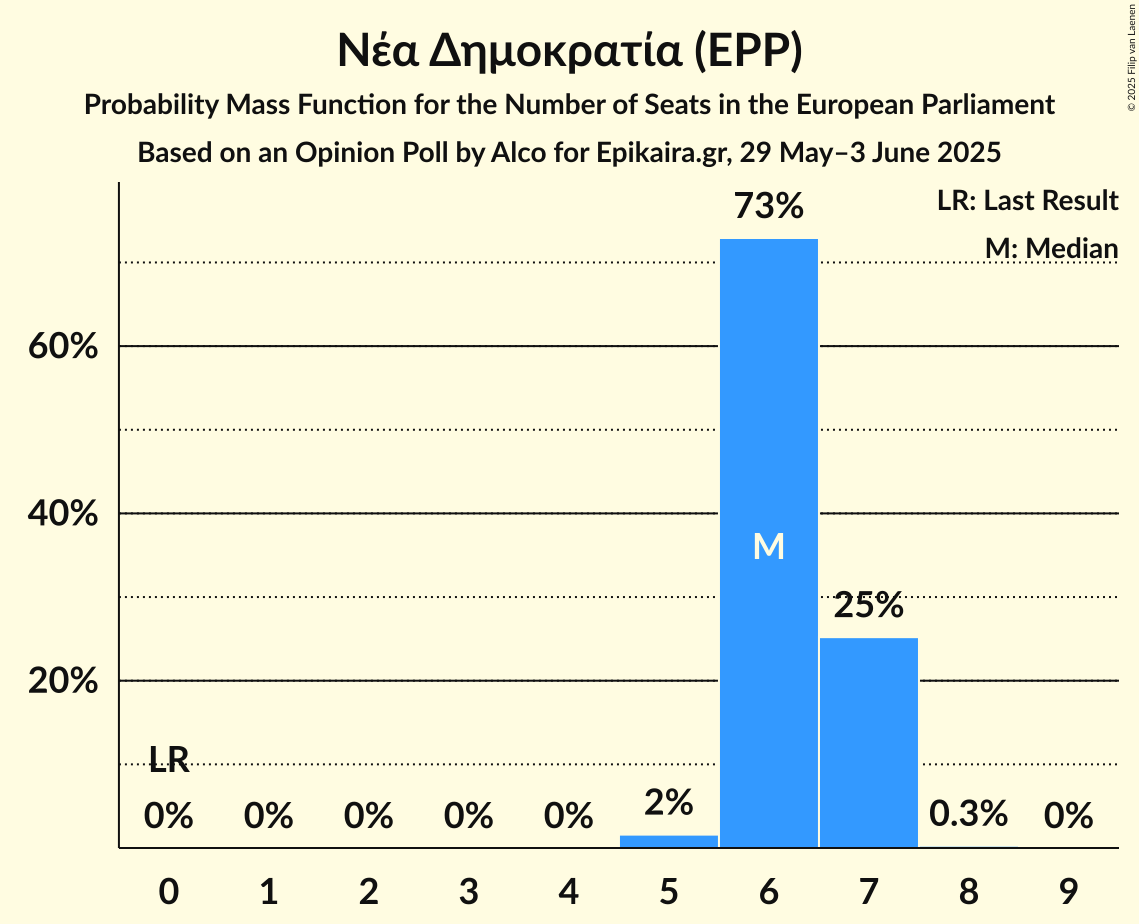 Νέα Δημοκρατία (EPP)
Probability Mass Function for the Number of Seats in the European Parliament
Based on an Opinion Poll by Alco for Epikaira.gr, 29 May–3 June 2025
© 2025 Filip van Laenen
LR: Last Result
M: Median
73%
60%
40%
M
25%
20%
LR
0% 0% 0% 0% 0% 2% 0.3% 0%
0 1 2 3 4 5 6 7 8 9